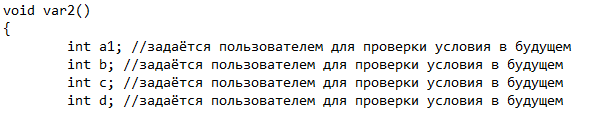 void var2()
{
int a1; //задаётся пользователем для проверки условия в будущем
int b; //задаётся пользователем для проверки условия в будущем
int c; //задаётся пользователем для проверки условия в будущем
int d; //задаётся пользователем для проверки условия в будущем